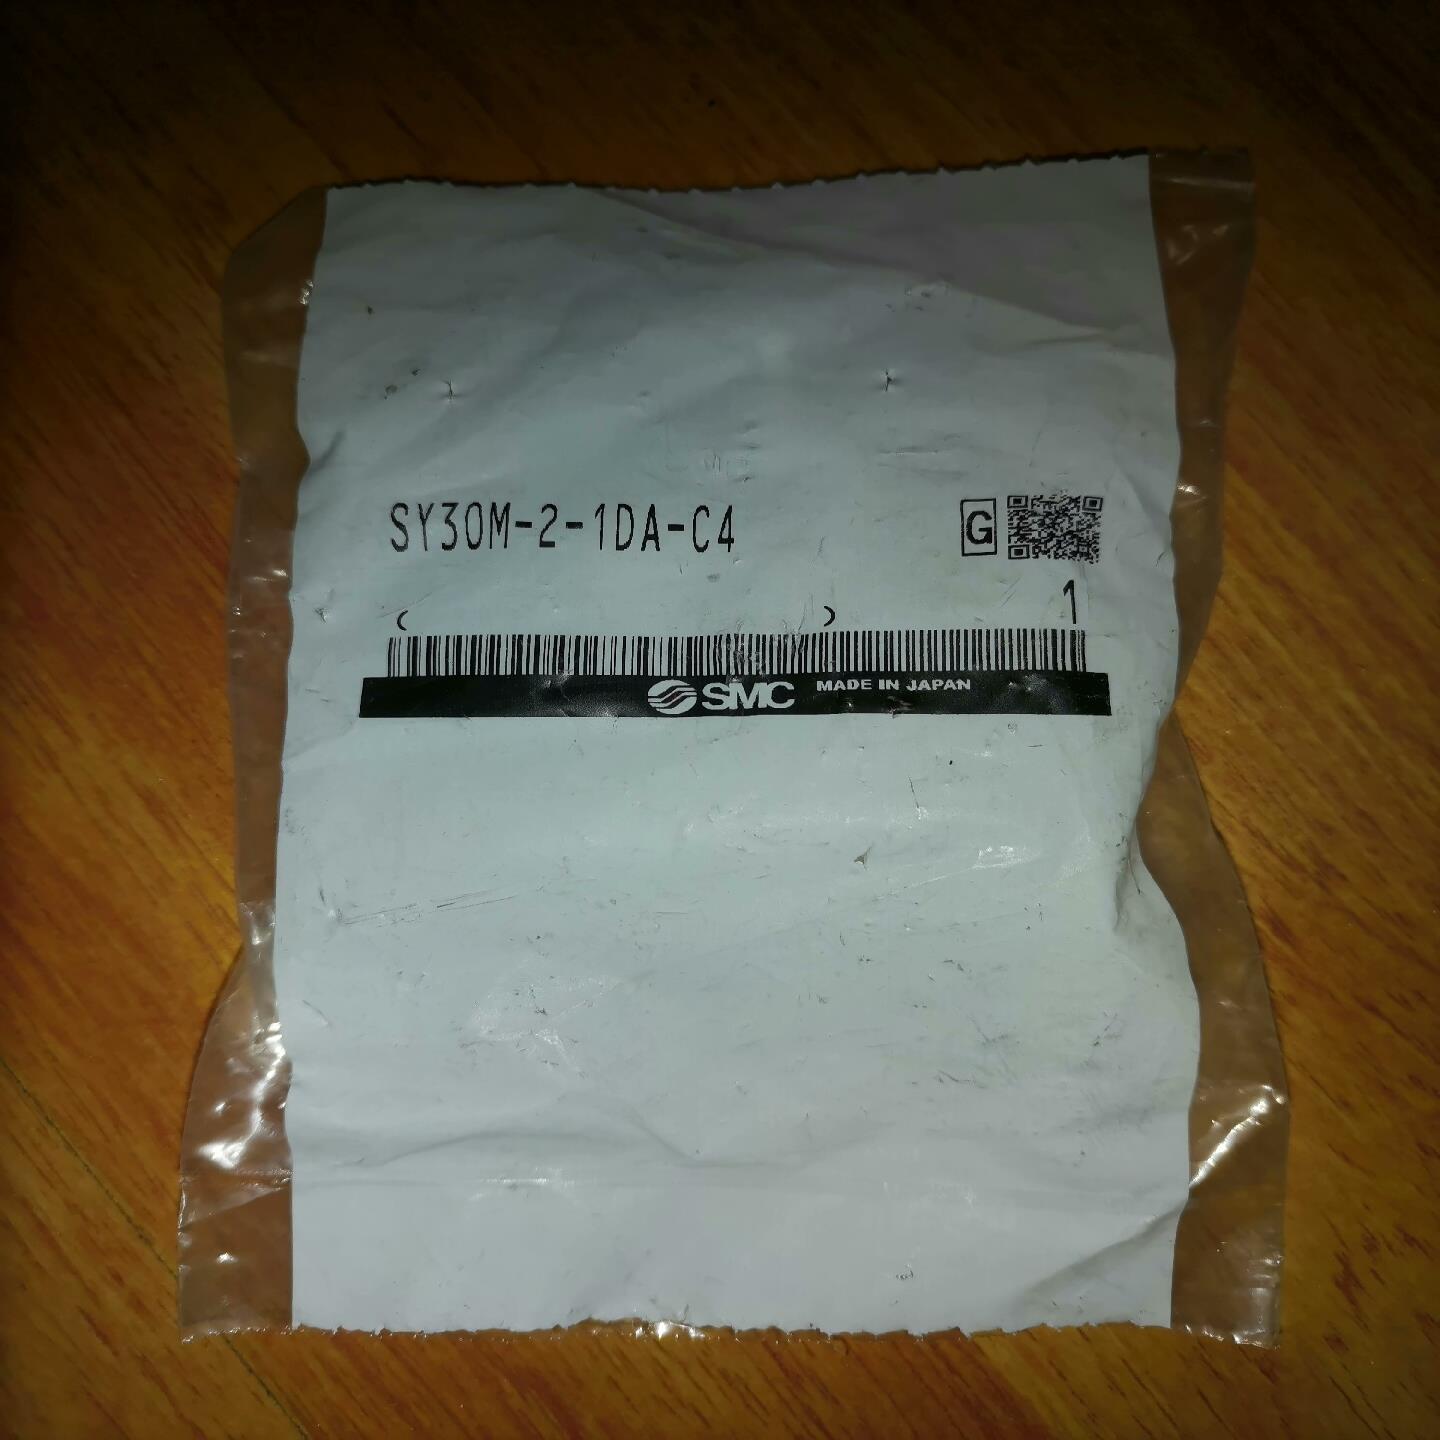 SY30M-2-1DA-C4
G
1
( )
SMC MADE IN JAPAN